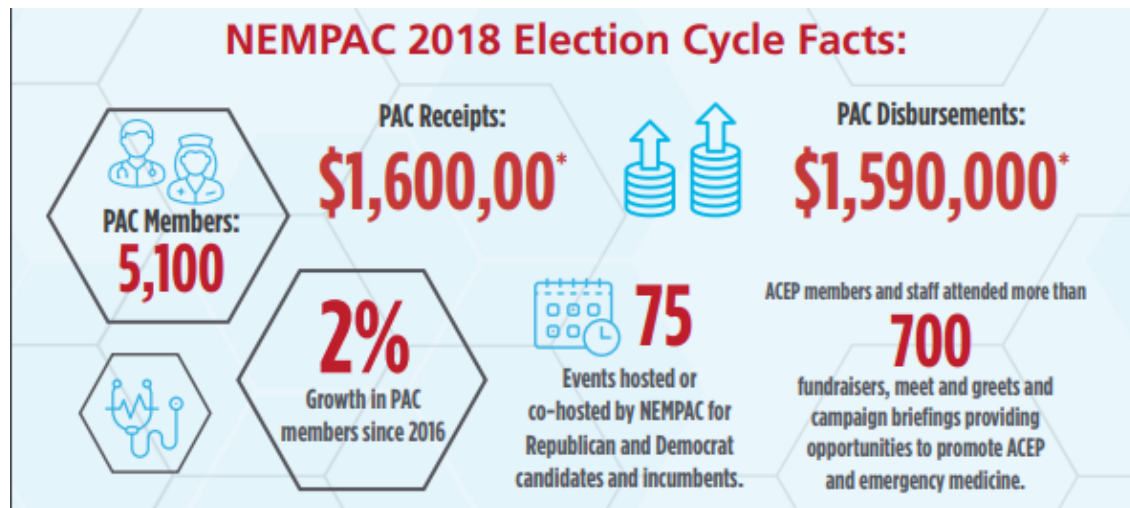 NEMPAC 2018 Election Cycle Facts:
PAC Members:
5,100
PAC Receipts:
$1,600,00*
PAC Disbursements:
$1,590,000*
2%
Growth in PAC
members since 2016
75
Events hosted or
co-hosted by NEMPAC for
Republican and Democrat
candidates and incumbents.
ACEP members and staff attended more than
700
fundraisers, meet and greets and
campaign briefings providing
opportunities to promote ACEP
and emergency medicine.